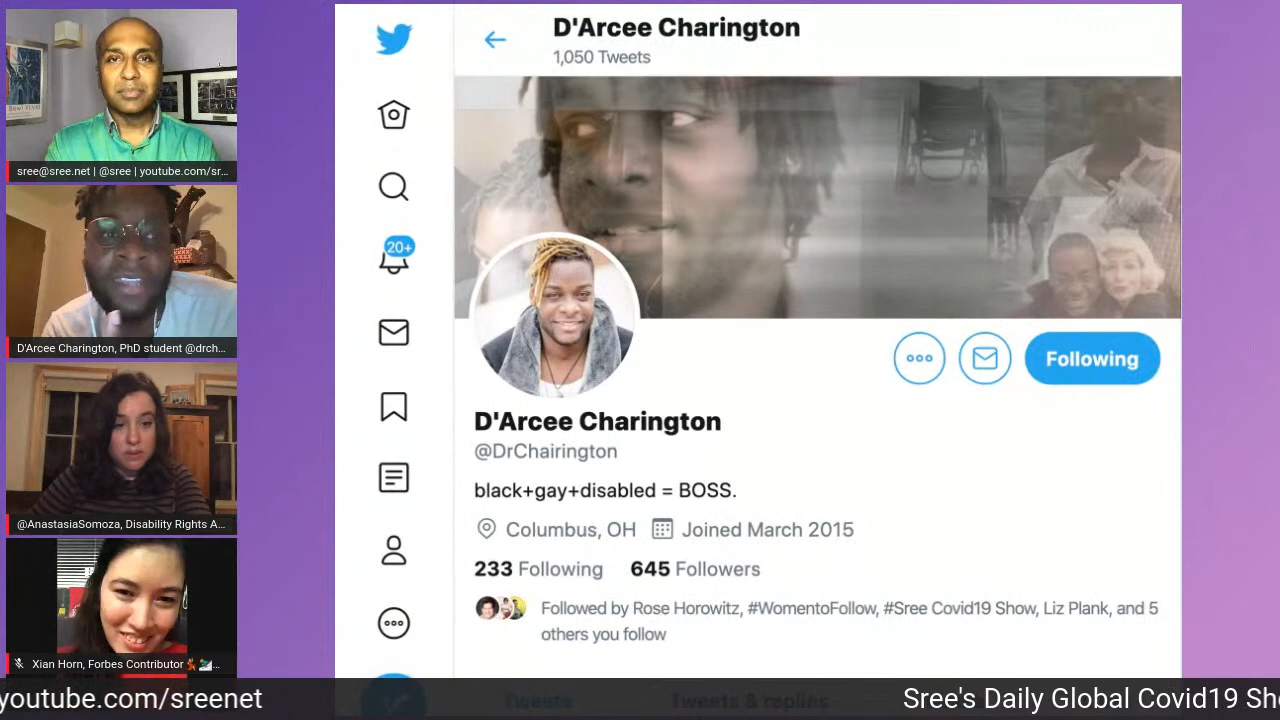 D'Arcee Charington
1,050 Tweets
sree@sree.net | @sree | youtube.com/sr...
20+
D'Arcee Charington, PhD student @drch...
Following
D'Arcee Charington
@DrChairington
black+gay+disabled = BOSS.
Columbus, OH Joined March 2015
@AnastasiaSomoza, Disability Rights A...
233 Following 645 Followers
Followed by Rose Horowitz, #WomentoFollow, #Sree Covid19 Show, Liz Plank, and 5
others you follow
Xian Horn, Forbes Contributor
Tweets Tweets & replies
youtube.com/sreenet Sree's Daily Global Covid19 Sh